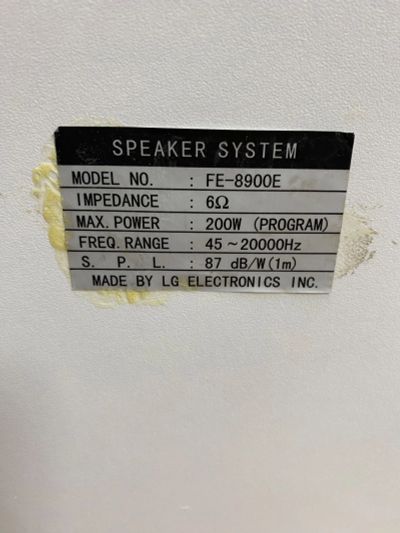 SPEAKER SYSTEM
MODEL NO. : FE-8900E
IMPEDANCE : 6Ω
MAX. POWER : 200W (PROGRAM)
FREQ. RANGE : 45~20000Hz
S. P. L. : 87 dB/W(1m)
MADE BY LG ELECTRONICS INC.